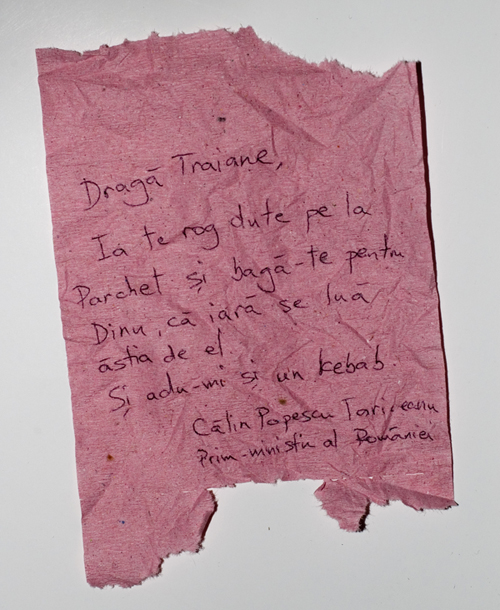 Dragă Traiane,
Ia te rog dute pe la
Parchet și bagă-te pentru
Dinu, că iară se luă
ăștia de el.
Și adu-mi și un kebab.
Călin Popescu Tariceanu
Prim-ministru al României